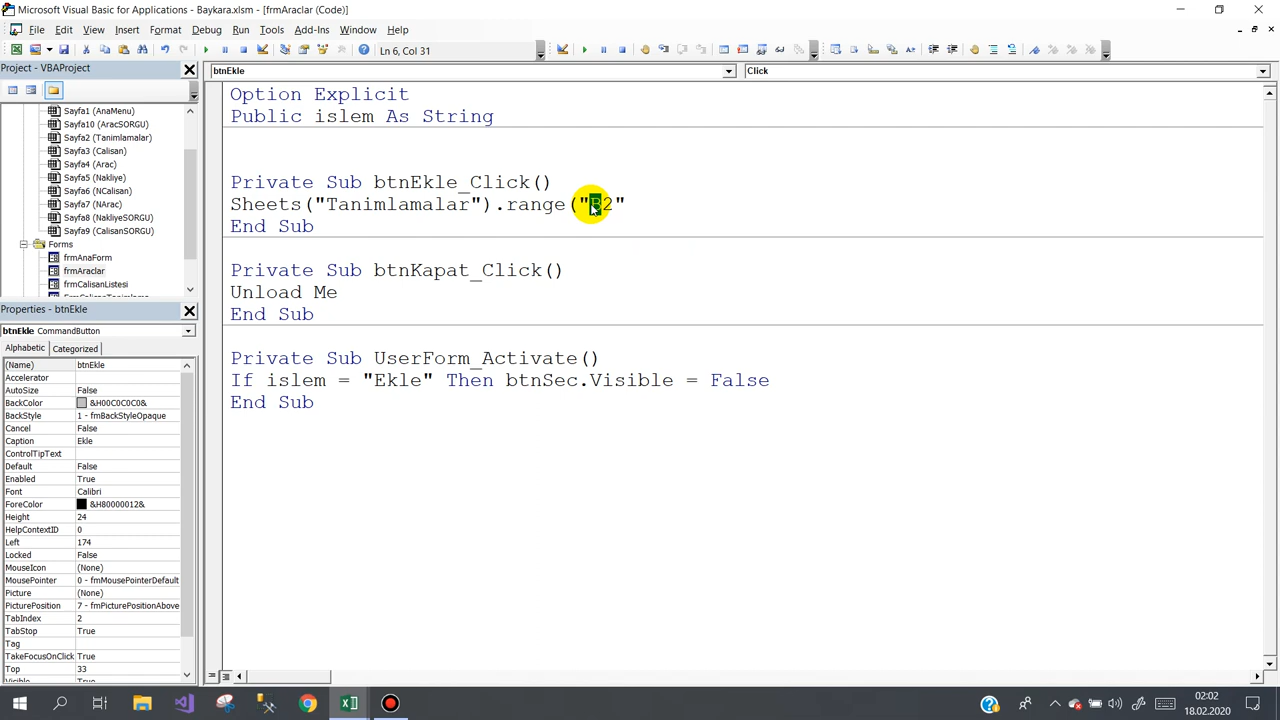 Microsoft Visual Basic for Applications - Baykara.xlsm - [frmAraclar (Code)]
File Edit View Insert Format Debug Run Tools Add-Ins Window Help
Ln 6, Col 31
Project - VBAProject
btnEkle
Click
Sayfa1 (AnaMenu)
Sayfa10 (AracSORGU)
Sayfa2 (Tanimlamalar)
Sayfa3 (Calisan)
Sayfa4 (Arac)
Sayfa5 (Nakliye)
Sayfa6 (NCalisan)
Sayfa7 (NArac)
Sayfa8 (NakliyeSORGU)
Sayfa9 (CalisanSORGU)
Forms
frmAnaForm
frmAraclar
frmCalisanListesi
FrmCalisanTanimlama
Option Explicit
Public islem As String
Private Sub btnEkle_Click()
Sheets("Tanimlamalar").range("B2"
End Sub
Private Sub btnKapat_Click()
Unload Me
End Sub
Private Sub UserForm_Activate()
If islem = "Ekle" Then btnSec.Visible = False
End Sub
Properties - btnEkle
btnEkle CommandButton
Alphabetic Categorized
(Name) btnEkle
Accelerator
AutoSize False
BackColor &H00C0C0C0&
BackStyle 1 - fmBackStyleOpaque
Cancel False
Caption Ekle
ControlTipText
Default False
Enabled True
Font Calibri
ForeColor &H80000012&
Height 24
HelpContextID 0
Left 174
Locked False
MouseIcon (None)
MousePointer 0 - fmMousePointerDefault
Picture (None)
PicturePosition 7 - fmPicturePositionAbove
TabIndex 2
TabStop True
Tag
TakeFocusOnClick True
Top 33
Visible True
02:02
18.02.2020